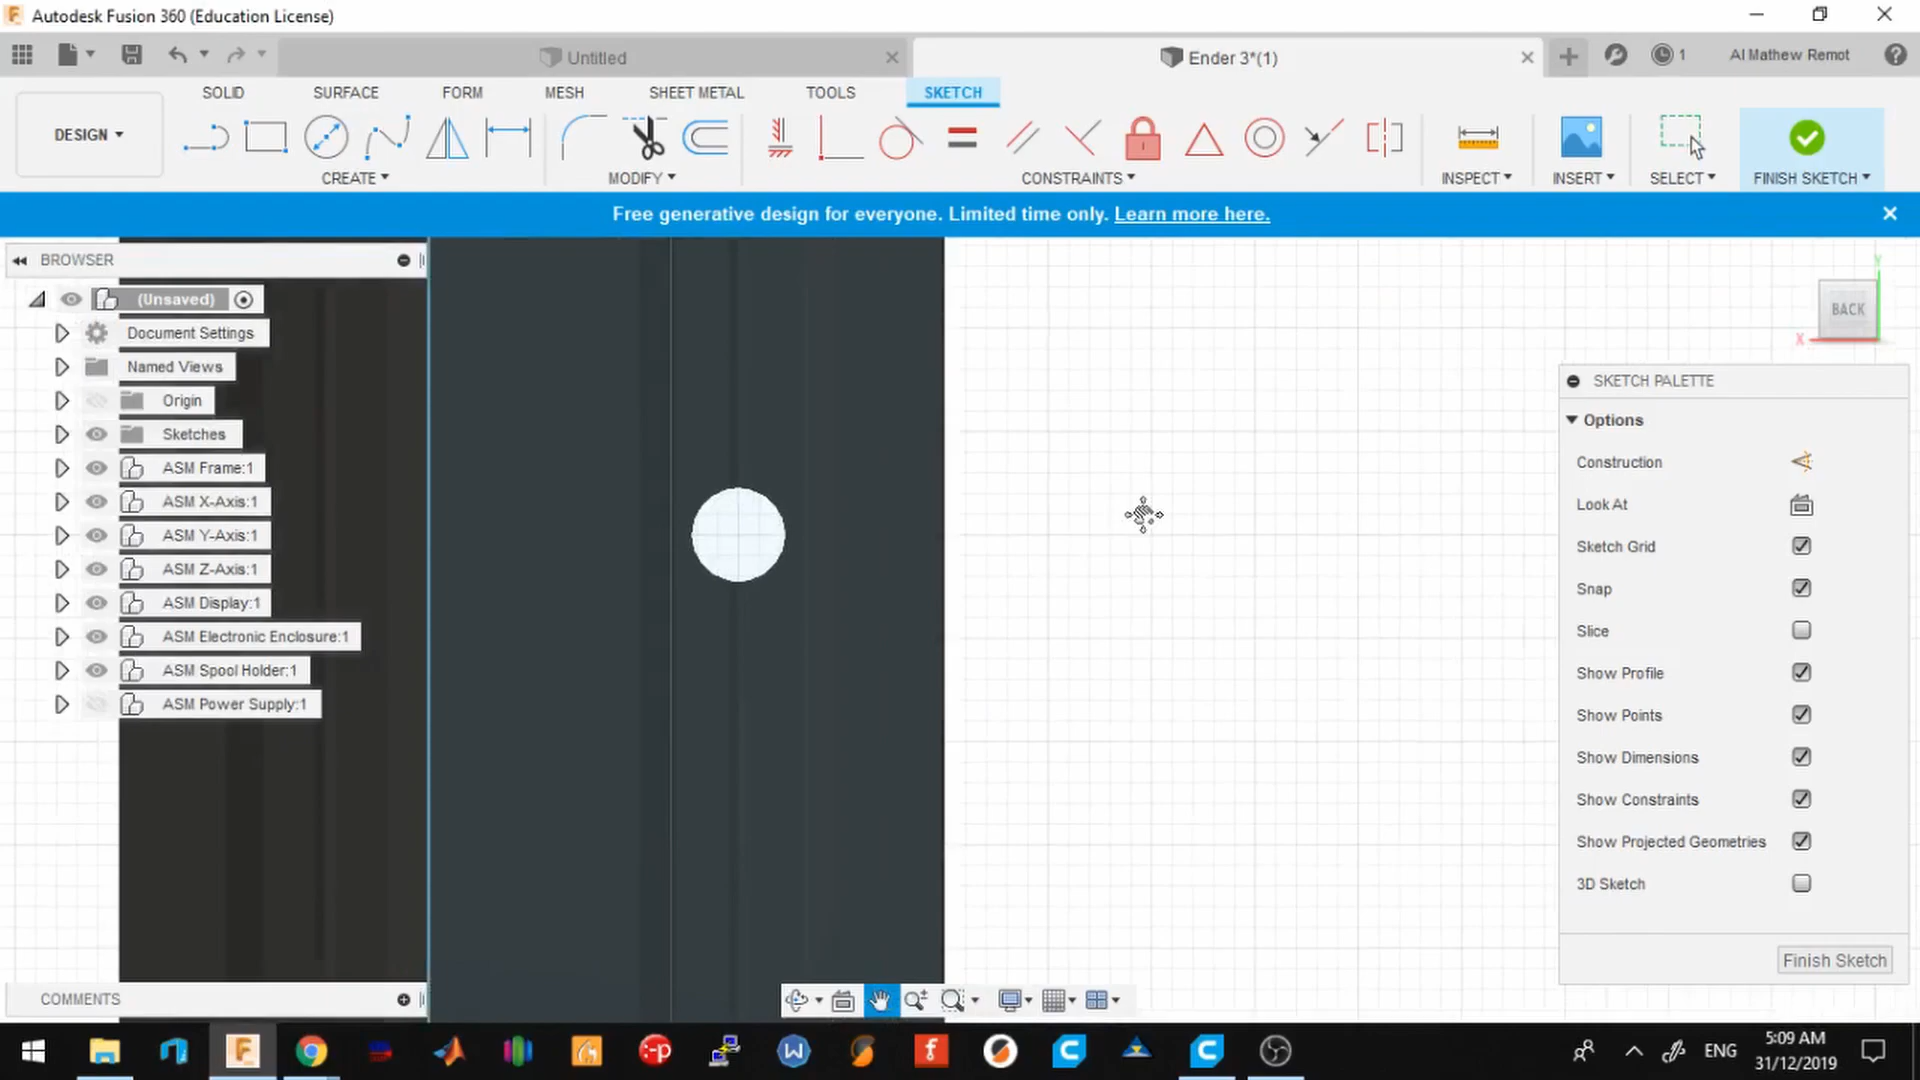 Autodesk Fusion 360 (Education License)
Untitled
Ender 3*(1)
1
Al Mathew Remot
DESIGN
SOLID
SURFACE
FORM
MESH
SHEET METAL
TOOLS
SKETCH
CREATE
MODIFY
CONSTRAINTS
INSPECT
INSERT
SELECT
FINISH SKETCH
Free generative design for everyone. Limited time only. Learn more here.
BROWSER
(Unsaved)
Document Settings
Named Views
Origin
Sketches
ASM Frame:1
ASM X-Axis:1
ASM Y-Axis:1
ASM Z-Axis:1
ASM Display:1
ASM Electronic Enclosure:1
ASM Spool Holder:1
ASM Power Supply:1
Y
BACK
X
SKETCH PALETTE
Options
Construction
Look At
Sketch Grid
Snap
Slice
Show Profile
Show Points
Show Dimensions
Show Constraints
Show Projected Geometries
3D Sketch
Finish Sketch
COMMENTS
ENG
5:09 AM
31/12/2019